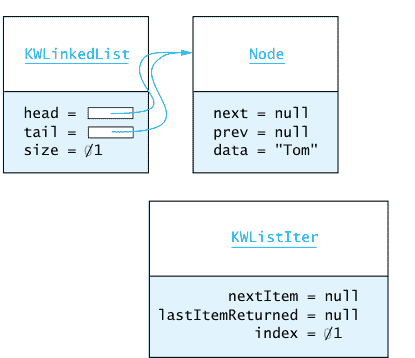 KWLinkedList
head =
tail =
size = 0̸1
Node
next = null
prev = null
data = "Tom"
KWListIter
nextItem = null
lastItemReturned = null
index = 0̸1